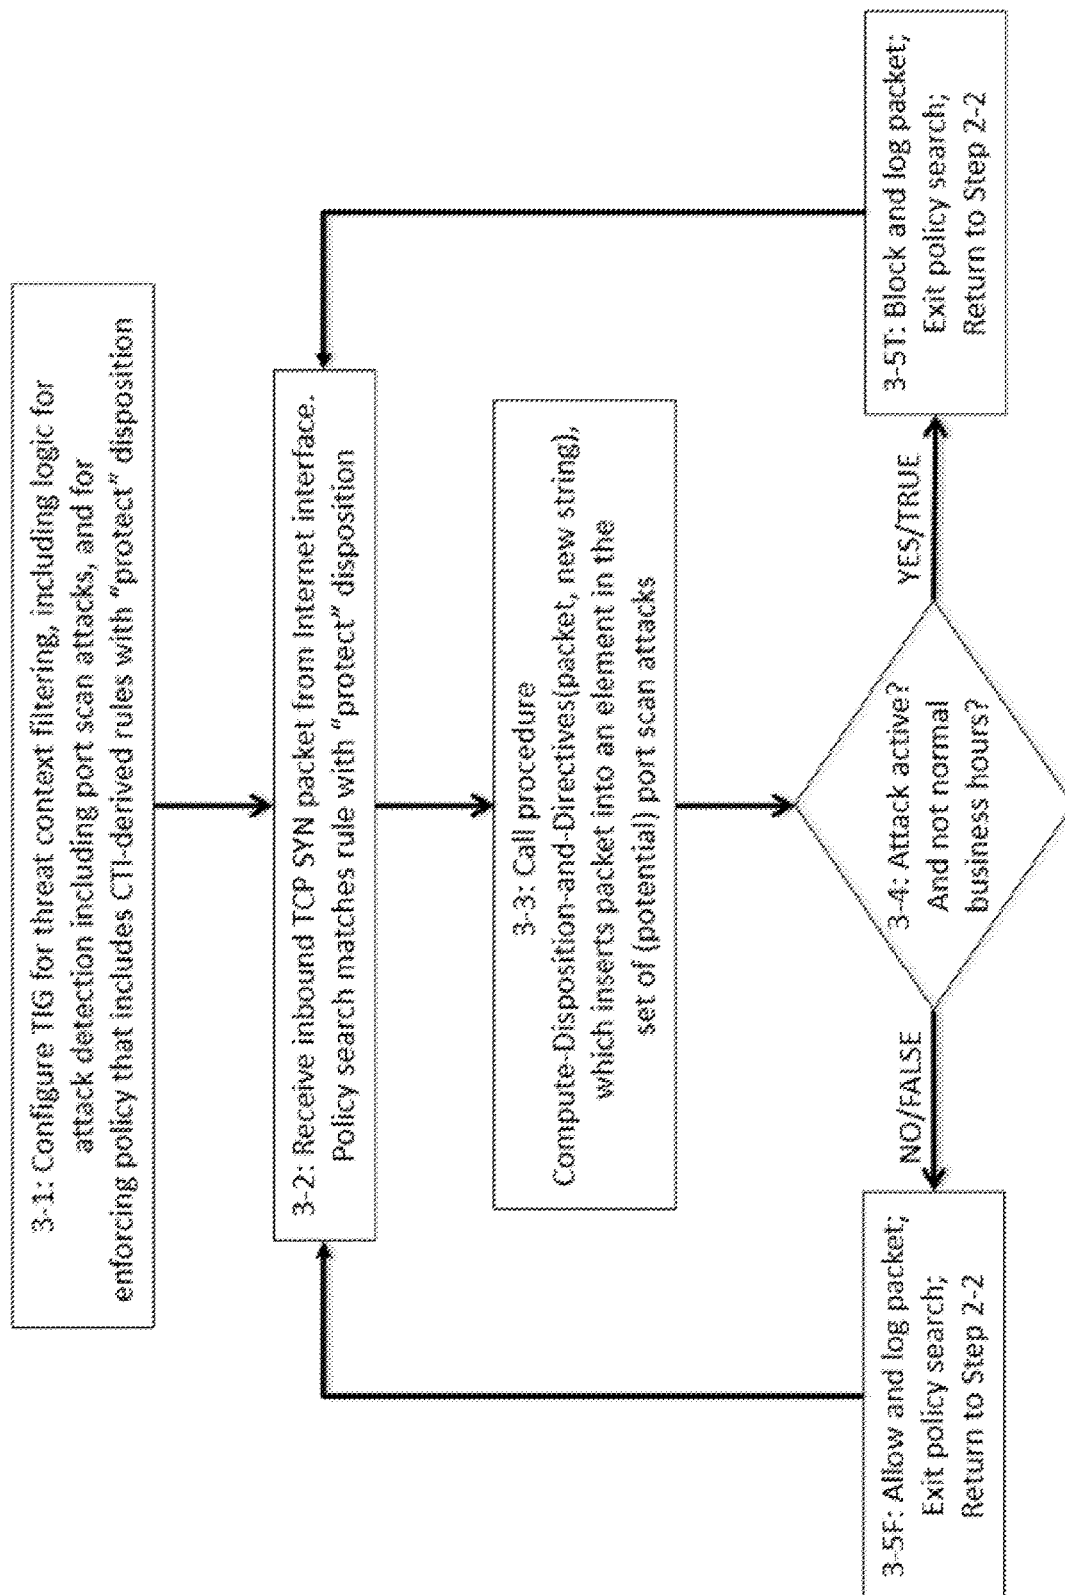 3-1: Configure TIG for threat context filtering, including logic for
attack detection including port scan attacks, and for
enforcing policy that includes CTI-derived rules with "protect" disposition
3-2: Receive inbound TCP SYN packet from Internet interface.
Policy search matches rule with "protect" disposition
3-3: Call procedure
Compute-Disposition-and-Directives(packet, new string),
which inserts packet into an element in the
set of (potential) port scan attacks
3-4: Attack active?
And not normal
business hours?
NO/FALSE
YES/TRUE
3-5F: Allow and log packet;
Exit policy search;
Return to Step 2-2
3-5T: Block and log packet;
Exit policy search;
Return to Step 2-2